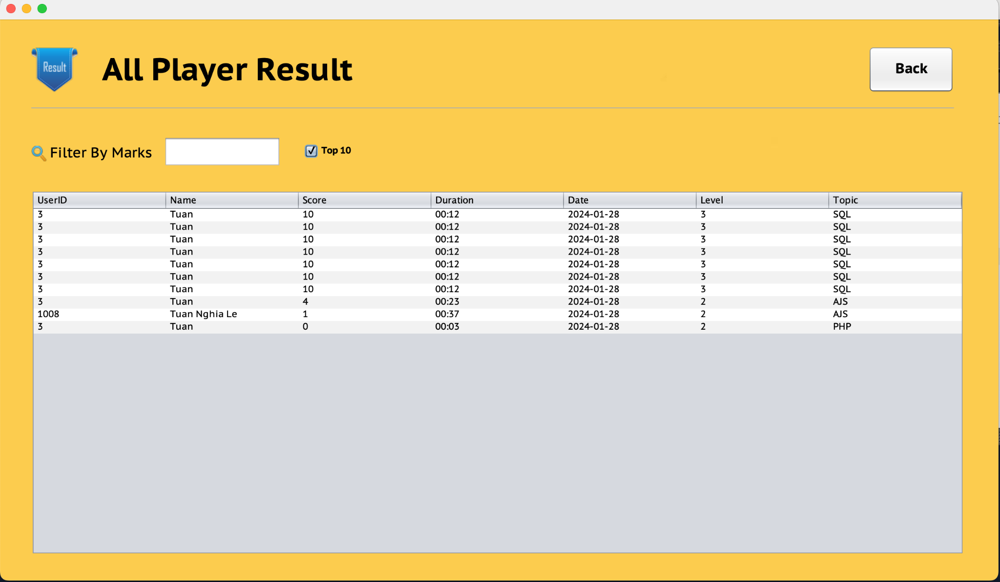 Result
All Player Result
Back
Filter By Marks
Top 10
UserID Name Score Duration Date Level Topic
3 Tuan 10 00:12 2024-01-28 3 SQL
3 Tuan 10 00:12 2024-01-28 3 SQL
3 Tuan 10 00:12 2024-01-28 3 SQL
3 Tuan 10 00:12 2024-01-28 3 SQL
3 Tuan 10 00:12 2024-01-28 3 SQL
3 Tuan 10 00:12 2024-01-28 3 SQL
3 Tuan 10 00:12 2024-01-28 3 SQL
3 Tuan 4 00:23 2024-01-28 2 AJS
1008 Tuan Nghia Le 1 00:37 2024-01-28 2 AJS
3 Tuan 0 00:03 2024-01-28 2 PHP